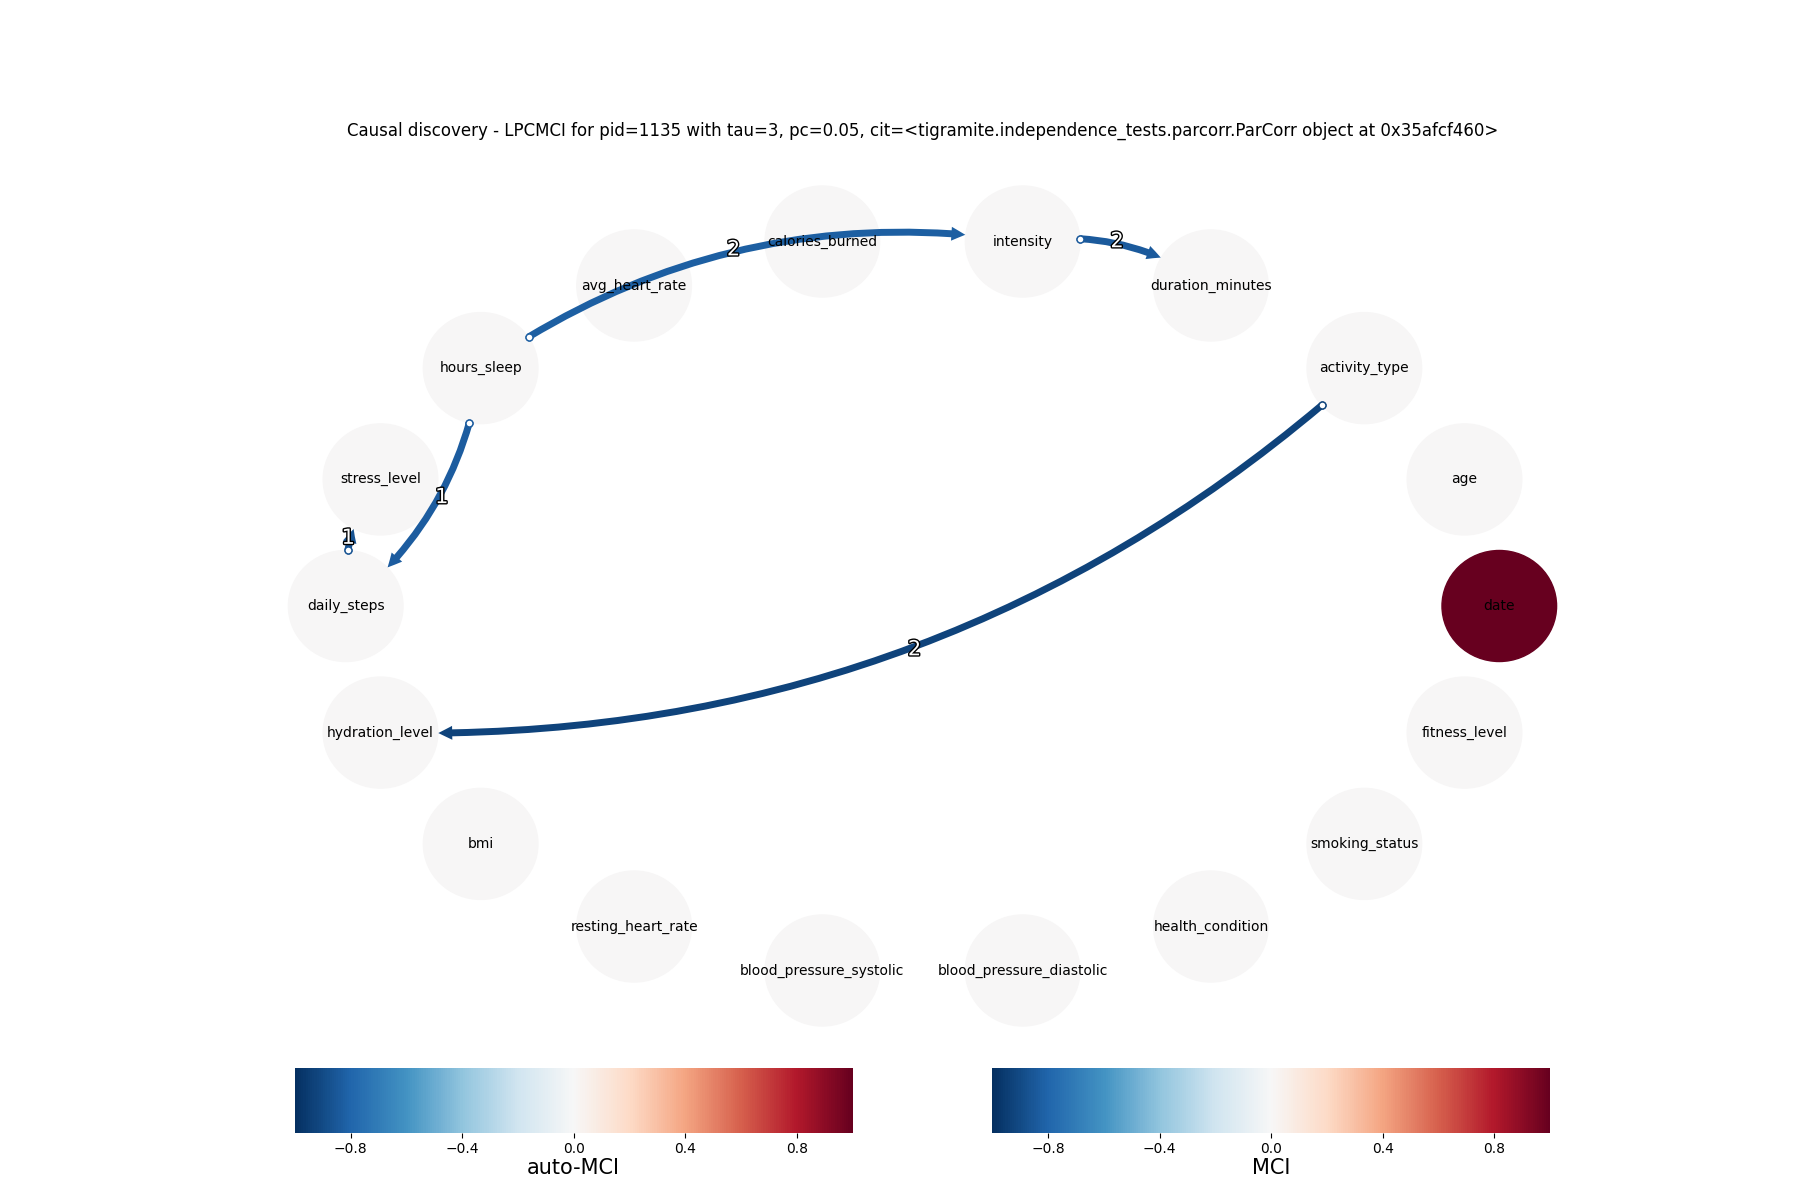 Causal discovery - LPCMCI for pid=1135 with tau=3, pc=0.05, cit=<tigramite.independence_tests.parcorr.ParCorr object at 0x35afcf460>
calories_burned
intensity
2
2
avg_heart_rate
duration_minutes
hours_sleep
activity_type
stress_level
age
1
1
daily_steps
date
2
hydration_level
fitness_level
bmi
smoking_status
resting_heart_rate
health_condition
blood_pressure_systolic
blood_pressure_diastolic
−0.8 −0.4 0.0 0.4 0.8
auto-MCI
−0.8 −0.4 0.0 0.4 0.8
MCI